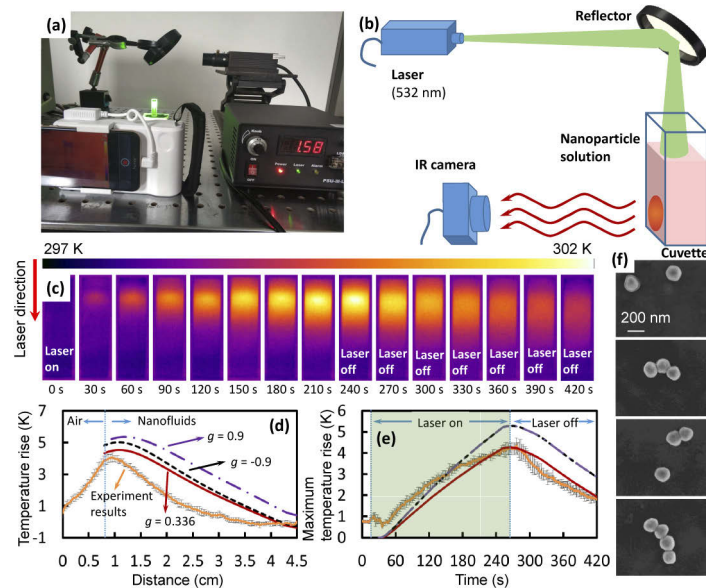 (a)
1.58
(b)
Reflector
Laser
(532 nm)
Nanoparticle
solution
IR camera
Cuvette
297 K
302 K
(c)
Laser direction
Laser on
Laser off
Laser off
Laser off
Laser off
Laser off
Laser off
Laser off
0 s 30 s 60 s 90 s 120 s 150 s 180 s 210 s 240 s 270 s 300 s 330 s 360 s 390 s 420 s
(f)
200 nm
(d)
Air
Nanofluids
g = 0.9
g = -0.9
g = 0.336
Experiment
results
Temperature rise (K)
7
5
3
1
-1
0 0.5 1 1.5 2 2.5 3 3.5 4 4.5
Distance (cm)
(e)
Laser on
Laser off
Maximum
temperature rise (K)
6
5
4
3
2
1
0
0 60 120 180 240 300 360 420
Time (s)